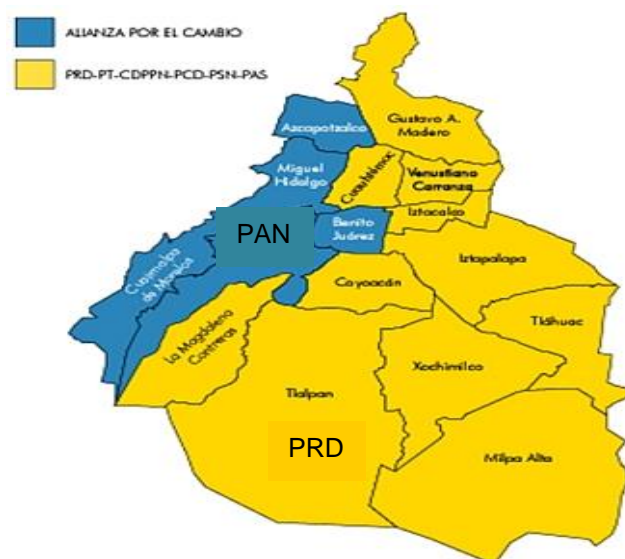 ALIANZA POR EL CAMBIO
PRD-PT-CDPPN-PCD-PSN-PAS
Azcapotzalco
Gustavo A.
Madero
Miguel
Hidalgo
Cuauhtémoc
Venustiano
Carranza
Iztacalco
PAN
Benito
Juárez
Iztapalapa
Cuajimalpa
de Morelos
Coyoacán
Tláhuac
La Magdalena
Contreras
Xochimilco
Tlalpan
PRD
Milpa Alta